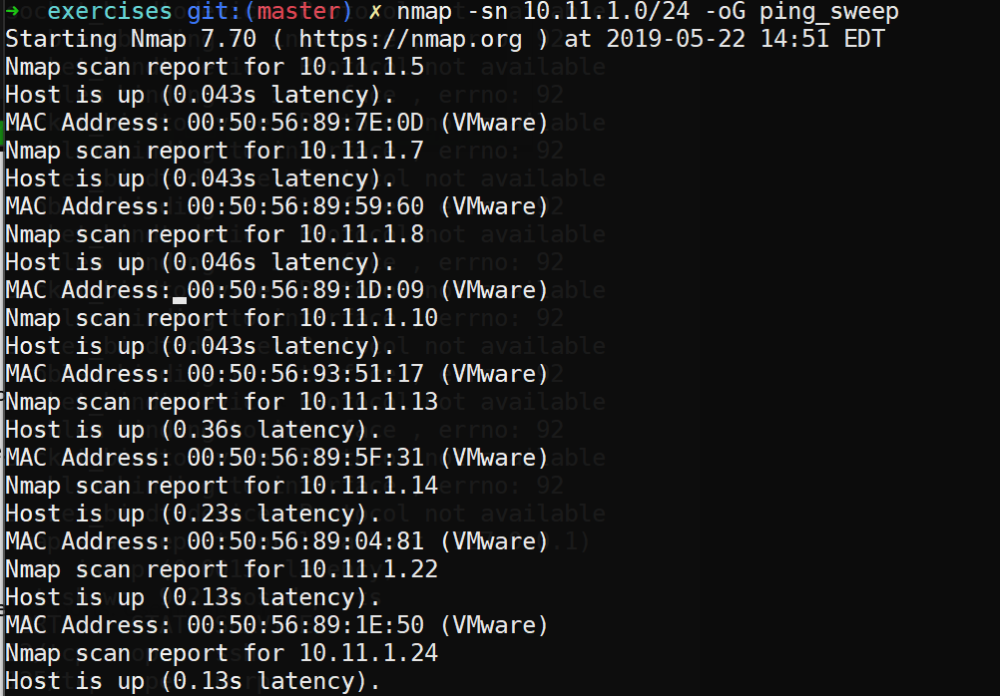 → exercises git:(master) ✗ nmap -sn 10.11.1.0/24 -oG ping_sweep
Starting Nmap 7.70 ( https://nmap.org ) at 2019-05-22 14:51 EDT
Nmap scan report for 10.11.1.5
Host is up (0.043s latency).
MAC Address: 00:50:56:89:7E:0D (VMware)
Nmap scan report for 10.11.1.7
Host is up (0.043s latency).
MAC Address: 00:50:56:89:59:60 (VMware)
Nmap scan report for 10.11.1.8
Host is up (0.046s latency).
MAC Address: 00:50:56:89:1D:09 (VMware)
Nmap scan report for 10.11.1.10
Host is up (0.043s latency).
MAC Address: 00:50:56:93:51:17 (VMware)
Nmap scan report for 10.11.1.13
Host is up (0.36s latency).
MAC Address: 00:50:56:89:5F:31 (VMware)
Nmap scan report for 10.11.1.14
Host is up (0.23s latency).
MAC Address: 00:50:56:89:04:81 (VMware)
Nmap scan report for 10.11.1.22
Host is up (0.13s latency).
MAC Address: 00:50:56:89:1E:50 (VMware)
Nmap scan report for 10.11.1.24
Host is up (0.13s latency).